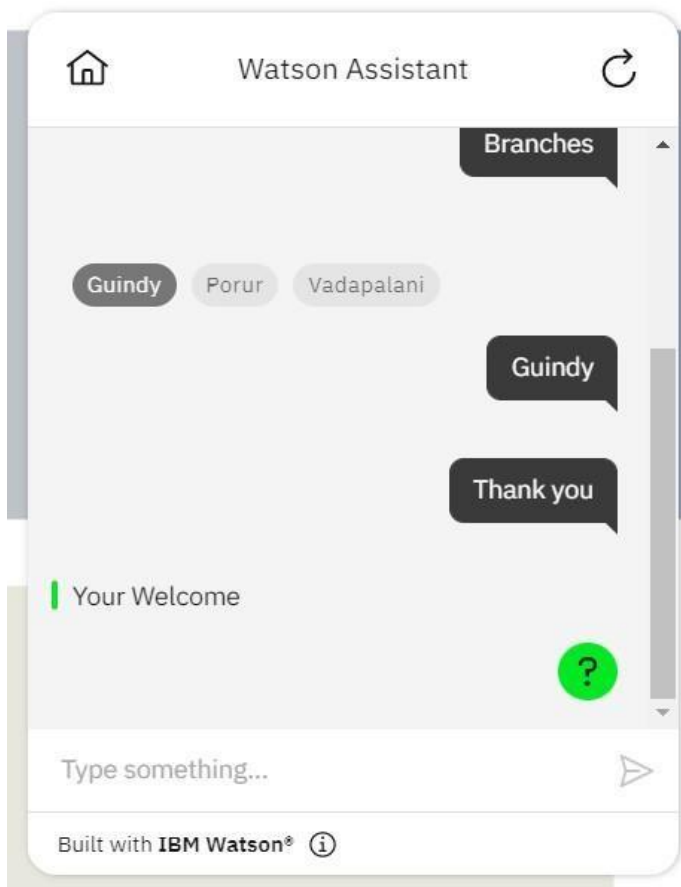 Watson Assistant
Branches
Guindy Porur Vadapalani
Guindy
Thank you
Your Welcome
?
Type something...
Built with IBM Watson®